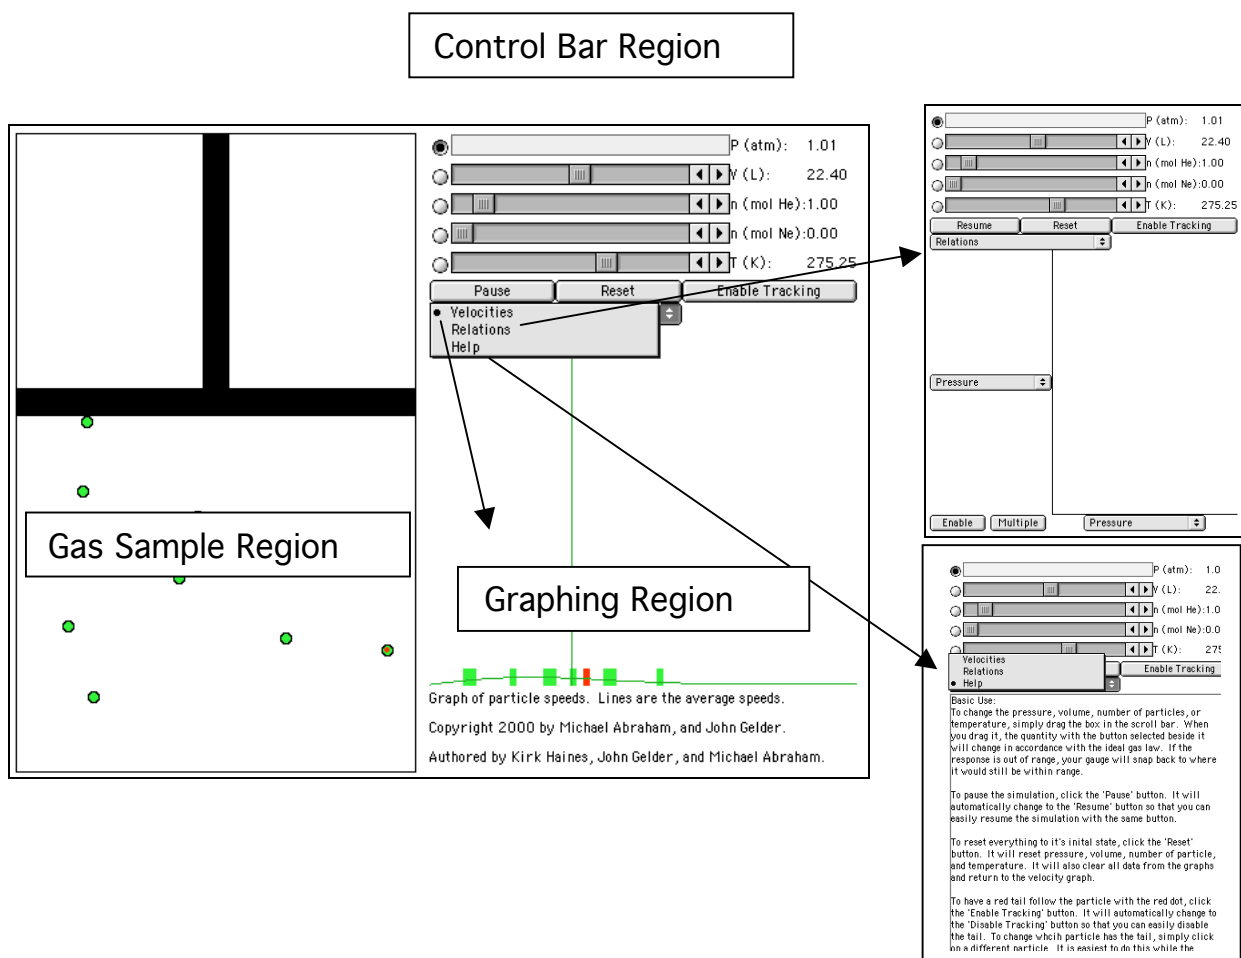 Control Bar Region
P (atm): 1.01
V (L): 22.40
n (mol He):1.00
n (mol Ne):0.00
T (K): 275.25
Pause Reset Enable Tracking
Velocities
Relations
Help
Gas Sample Region
Graphing Region
Graph of particle speeds. Lines are the average speeds.
Copyright 2000 by Michael Abraham, and John Gelder.
Authored by Kirk Haines, John Gelder, and Michael Abraham.
P (atm): 1.01
V (L): 22.40
n (mol He):1.00
n (mol Ne):0.00
T (K): 275.25
Resume Reset Enable Tracking
Relations
Pressure
Enable Multiple Pressure
P (atm): 1.0
V (L): 22.
n (mol He):1.0
n (mol Ne):0.0
T (K): 275
Velocities
Relations
Help
Enable Tracking
Basic Use:
To change the pressure, volume, number of particles, or
temperature, simply drag the box in the scroll bar. When
you drag it, the quantity with the button selected beside it
will change in accordance with the ideal gas law. If the
response is out of range, your gauge will snap back to where
it would still be within range.
To pause the simulation, click the 'Pause' button. It will
automatically change to the 'Resume' button so that you can
easily resume the simulation with the same button.
To reset everything to it's inital state, click the 'Reset'
button. It will reset pressure, volume, number of particle,
and temperature. It will also clear all data from the graphs
and return to the velocity graph.
To have a red tail follow the particle with the red dot, click
the 'Enable Tracking' button. It will automatically change to
the 'Disable Tracking' button so that you can easily disable
the tail. To change whcih particle has the tail, simply click
on a different particle. It is easiest to do this while the